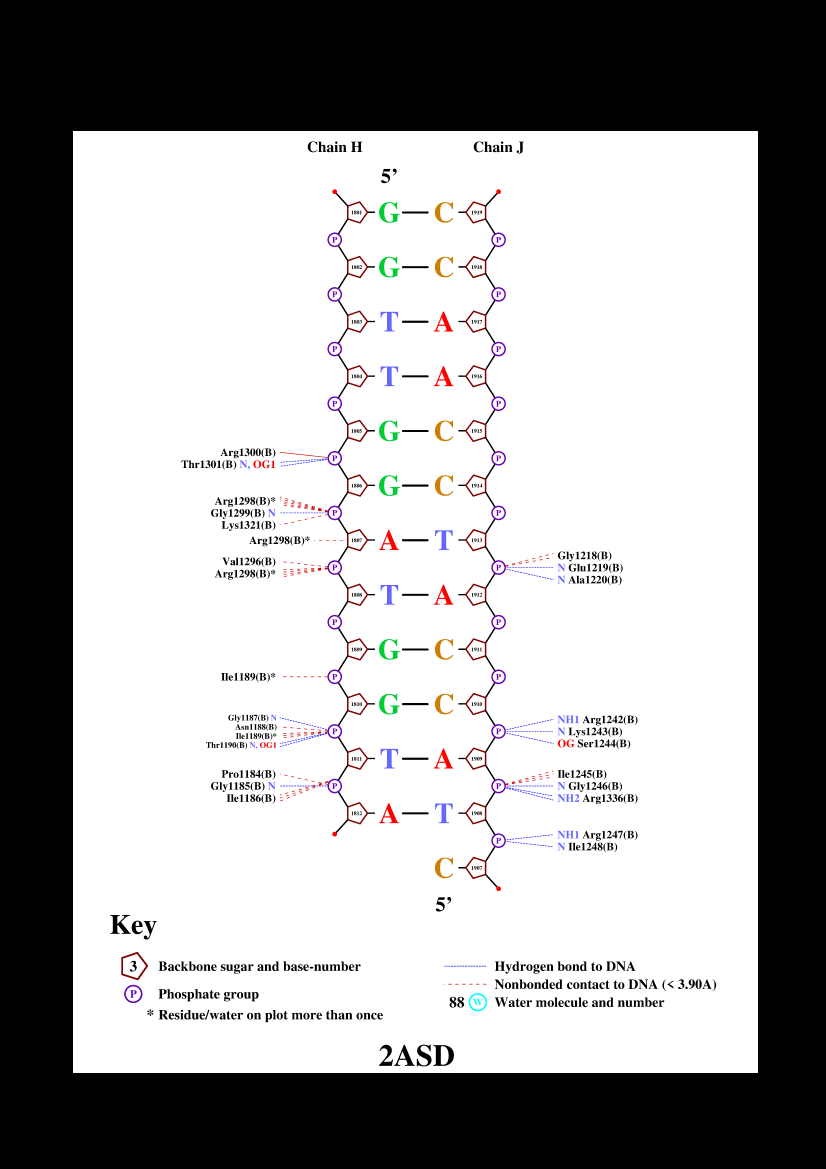 Chain H Chain J
5’
1801 G C 1919
P P
1802 G C 1918
P P
1803 T A 1917
P P
1804 T A 1916
P P
1805 G C 1915
Arg1300(B)
P P
Thr1301(B) N, OG1
1806 G C 1914
Arg1298(B)*
Gly1299(B) N P P
Lys1321(B)
Arg1298(B)* 1807 A T 1913
Gly1218(B)
Val1296(B)
P P N Glu1219(B)
Arg1298(B)*
N Ala1220(B)
1808 T A 1912
P P
1809 G C 1911
Ile1189(B)* P P
1810 G C 1910
Gly1187(B) N NH1 Arg1242(B)
Asn1188(B)
P P N Lys1243(B)
Ile1189(B)*
Thr1190(B) N, OG1 OG Ser1244(B)
1811 T A 1909
Pro1184(B) Ile1245(B)
Gly1185(B) N P P N Gly1246(B)
Ile1186(B) NH2 Arg1336(B)
1812 A T 1908
NH1 Arg1247(B)
P
N Ile1248(B)
C 1907
5’
Key
3 Backbone sugar and base-number
P Phosphate group
* Residue/water on plot more than once
Hydrogen bond to DNA
Nonbonded contact to DNA (< 3.90A)
88 W Water molecule and number
2ASD